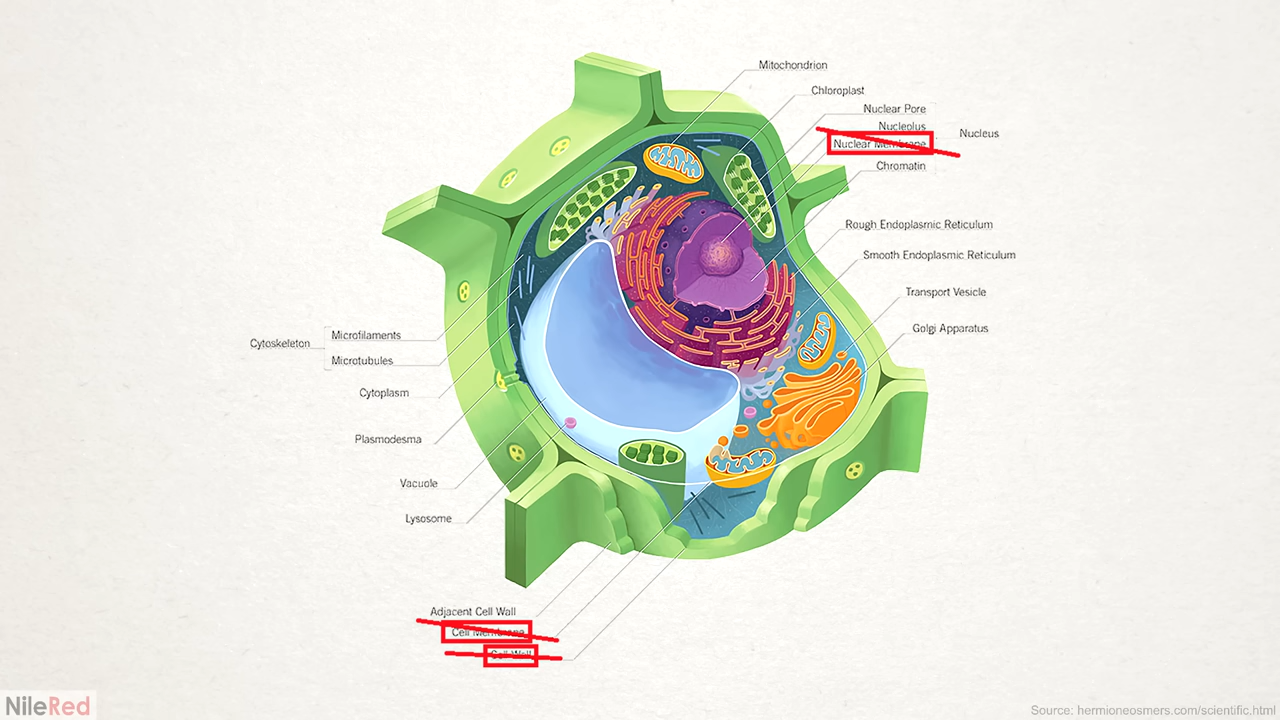 Mitochondrion
Chloroplast
Nuclear Pore
Nucleolus
Nucleus
Nuclear Membrane
Chromatin
Rough Endoplasmic Reticulum
Smooth Endoplasmic Reticulum
Transport Vesicle
Golgi Apparatus
Microfilaments
Cytoskeleton
Microtubules
Cytoplasm
Plasmodesma
Vacuole
Lysosome
Adjacent Cell Wall
Cell Membrane
Cell Wall
NileRed
Source: hermioneosmers.com/scientific.html